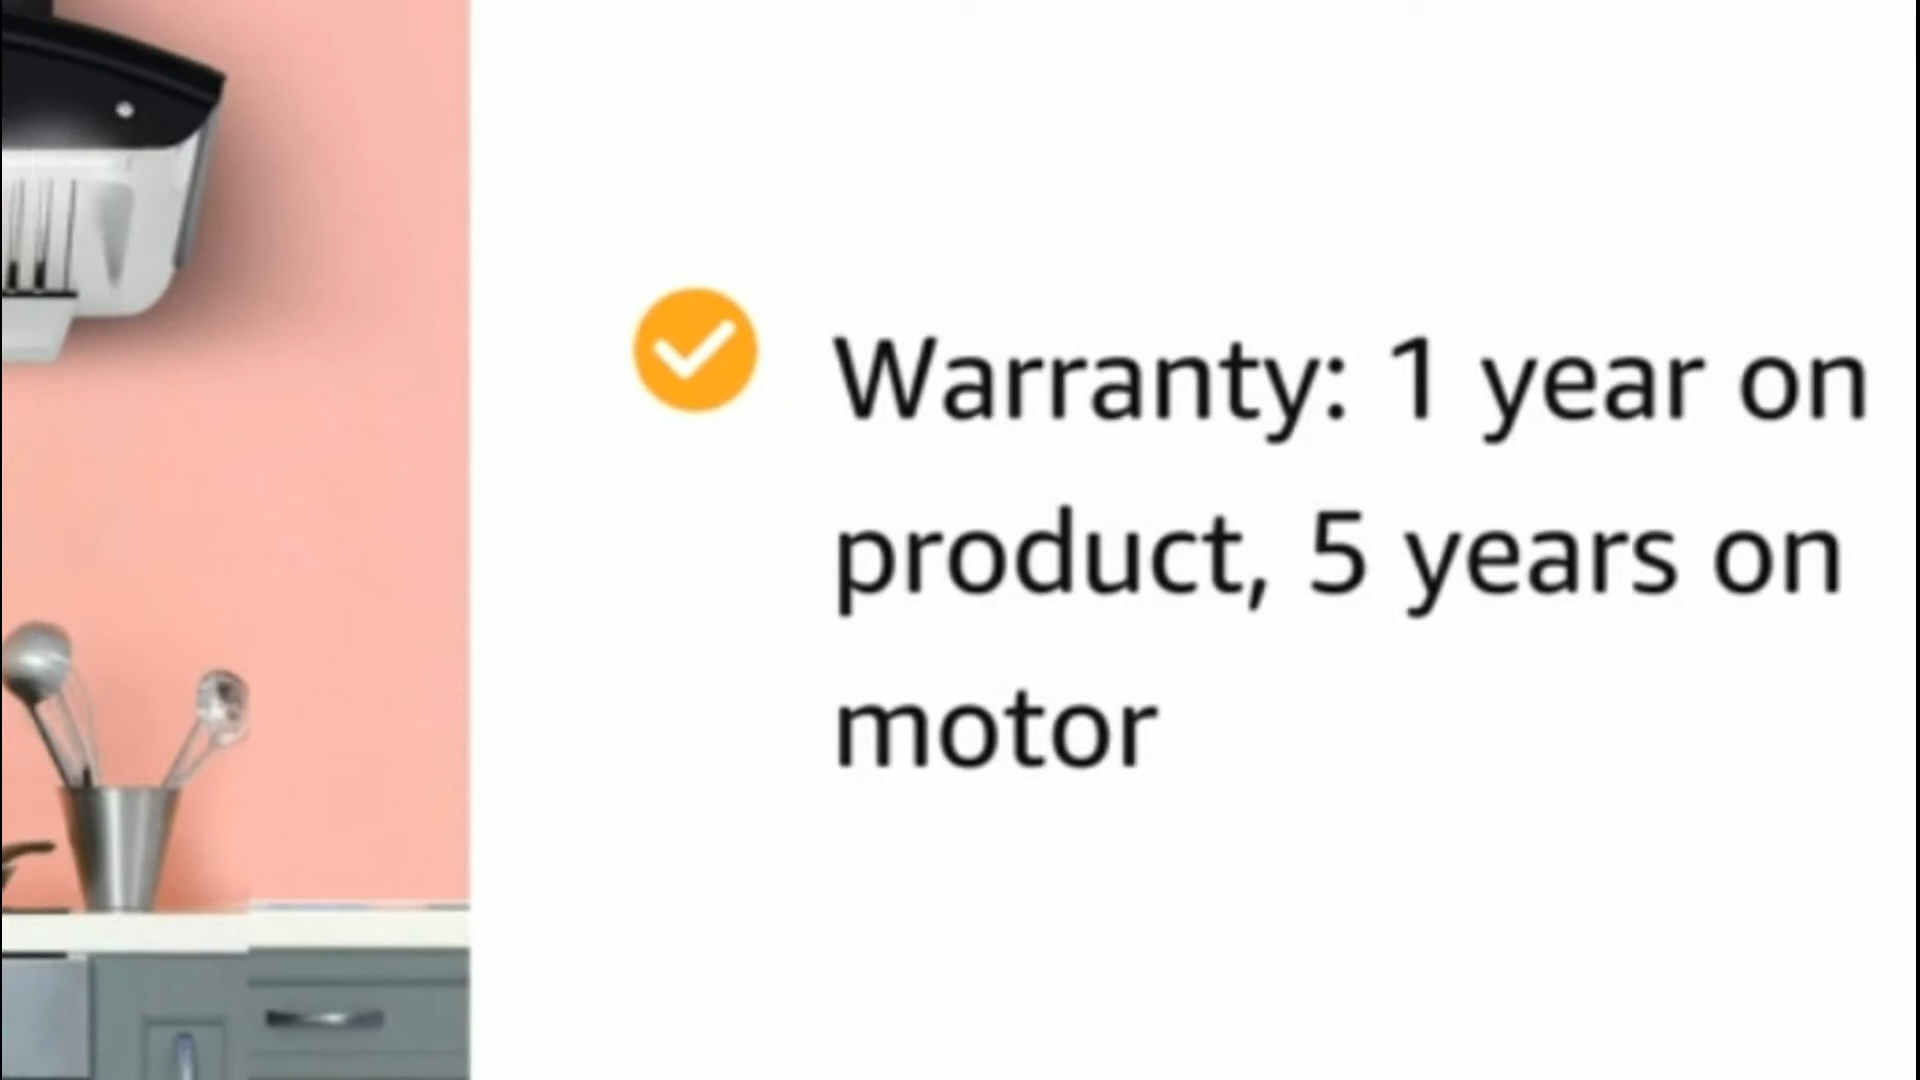 Warranty: 1 year on
product, 5 years on
motor